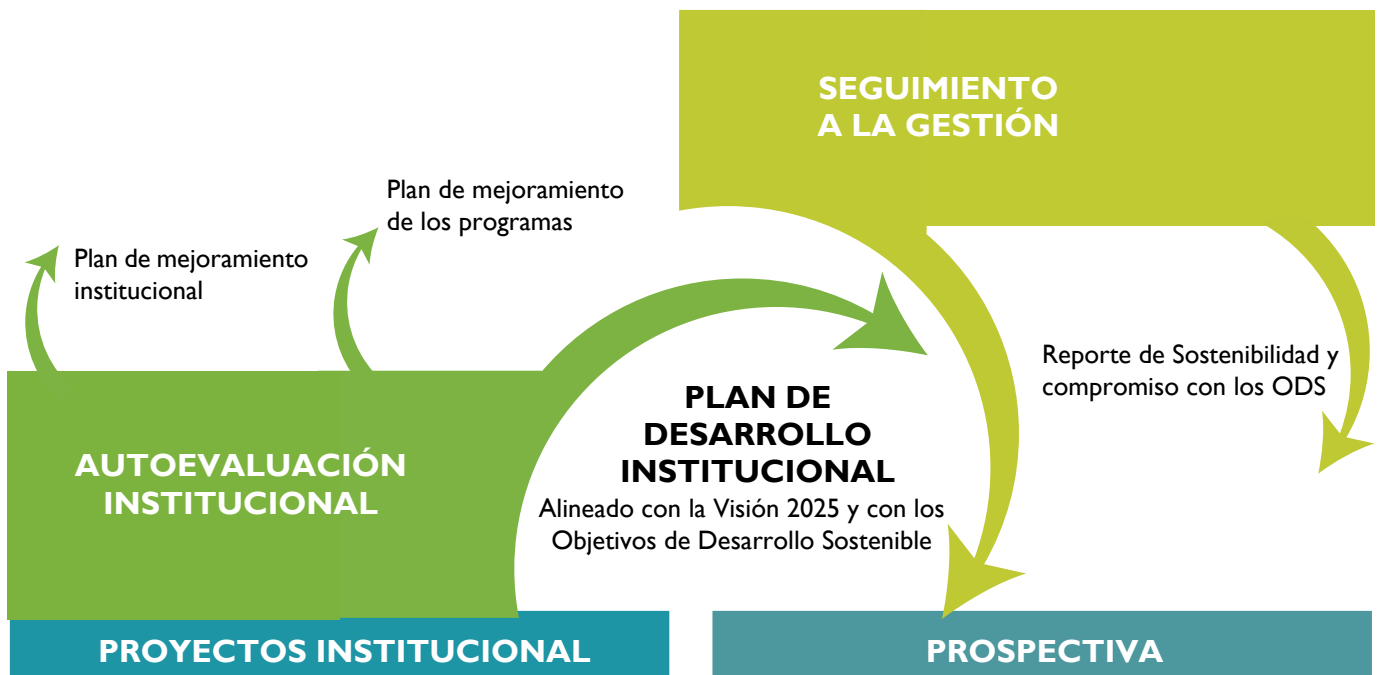 SEGUIMIENTO
A LA GESTIÓN
Plan de mejoramiento
de los programas
Plan de mejoramiento
institucional
Reporte de Sostenibilidad y
compromiso con los ODS
PLAN DE
DESARROLLO
INSTITUCIONAL
Alineado con la Visión 2025 y con los
Objetivos de Desarrollo Sostenible
AUTOEVALUACIÓN
INSTITUCIONAL
PROYECTOS INSTITUCIONAL
PROSPECTIVA